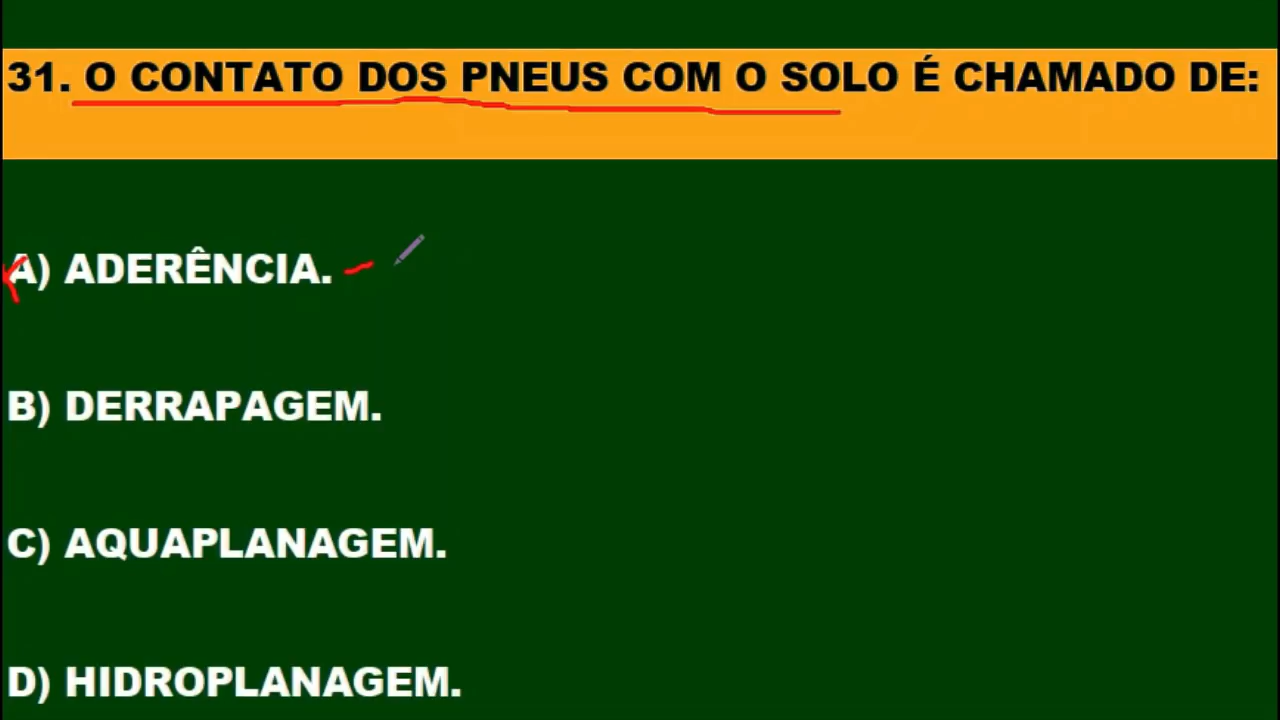 31. O CONTATO DOS PNEUS COM O SOLO É CHAMADO DE:
A) ADERÊNCIA.
B) DERRAPAGEM.
C) AQUAPLANAGEM.
D) HIDROPLANAGEM.